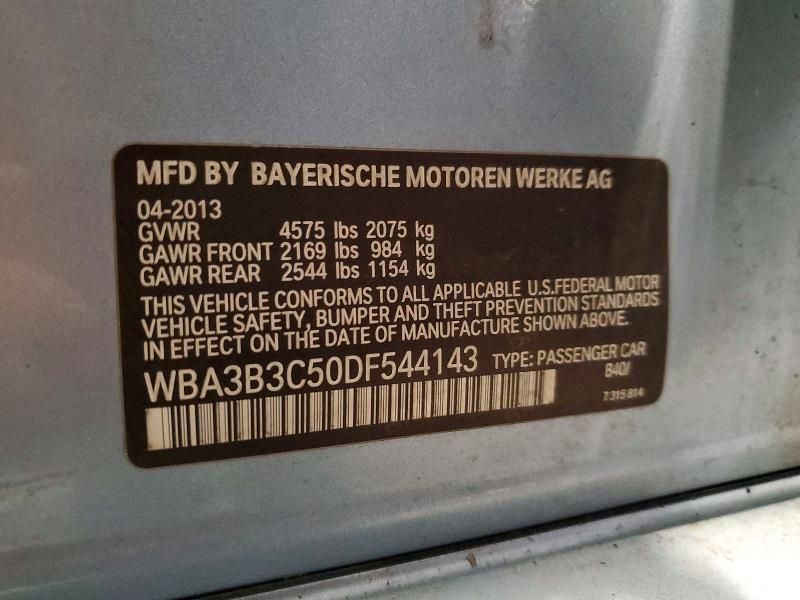 MFD BY BAYERISCHE MOTOREN WERKE AG
04-2013
GVWR 4575 lbs 2075 kg
GAWR FRONT 2169 lbs 984 kg
GAWR REAR 2544 lbs 1154 kg
THIS VEHICLE CONFORMS TO ALL APPLICABLE U.S.FEDERAL MOTOR
VEHICLE SAFETY, BUMPER AND THEFT PREVENTION STANDARDS
IN EFFECT ON THE DATE OF MANUFACTURE SHOWN ABOVE.
WBA3B3C50DF544143 TYPE: PASSENGER CAR
B40/
7 315 814